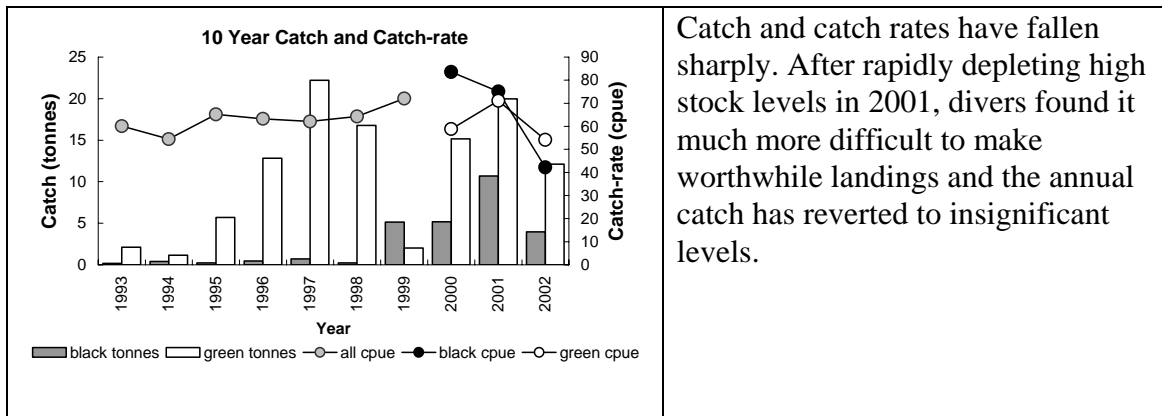 10 Year Catch and Catch-rate
25
20
15
10
5
0
Catch (tonnes)
90
80
70
60
50
40
30
20
10
0
Catch-rate (cpue)
1993
1994
1995
1996
1997
1998
1999
2000
2001
2002
Year
black tonnes green tonnes all cpue black cpue green cpue
Catch and catch rates have fallen
sharply. After rapidly depleting high
stock levels in 2001, divers found it
much more difficult to make
worthwhile landings and the annual
catch has reverted to insignificant
levels.